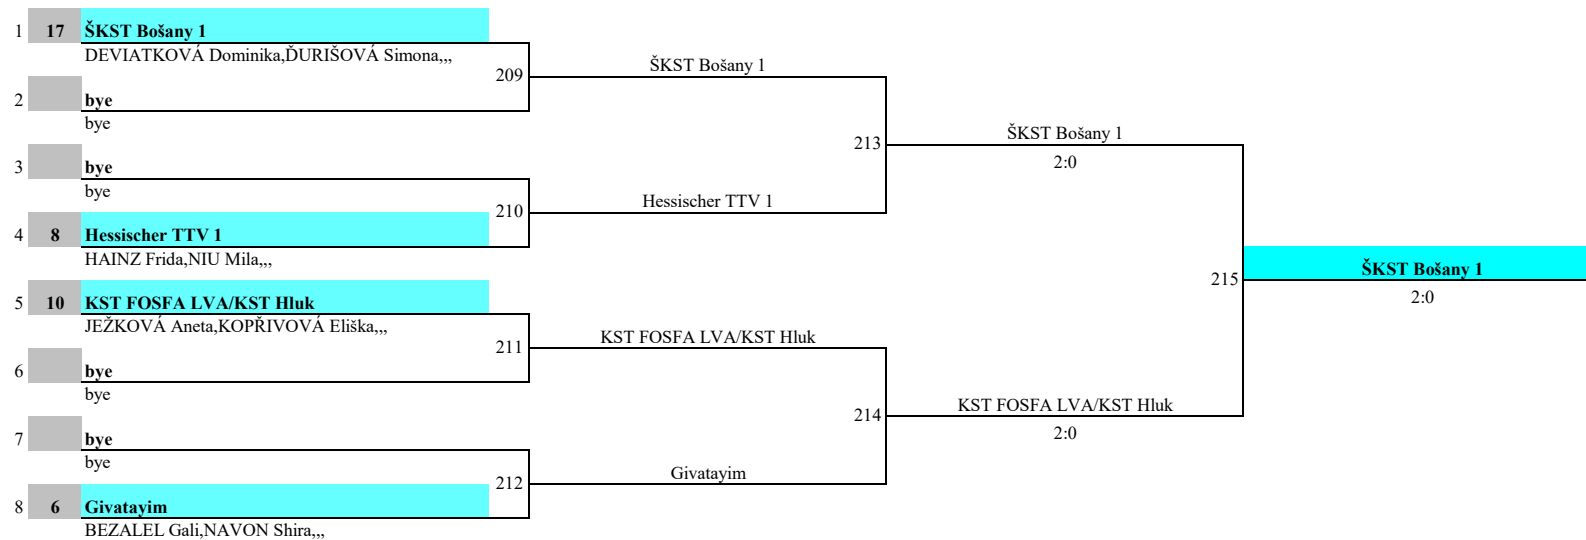 1 17 ŠKST Bošany 1
DEVIATKOVÁ Dominika,ĎURIŠOVÁ Simona,,,
209
ŠKST Bošany 1
2 bye
bye
213
ŠKST Bošany 1
2:0
3 bye
bye
210
Hessischer TTV 1
4 8 Hessischer TTV 1
HAINZ Frida,NIU Mila,,,
215
ŠKST Bošany 1
2:0
5 10 KST FOSFA LVA/KST Hluk
JEŽKOVÁ Aneta,KOPŘIVOVÁ Eliška,,,
211
KST FOSFA LVA/KST Hluk
6 bye
bye
214
KST FOSFA LVA/KST Hluk
2:0
7 bye
bye
212
Givatayim
8 6 Givatayim
BEZALEL Gali,NAVON Shira,,,